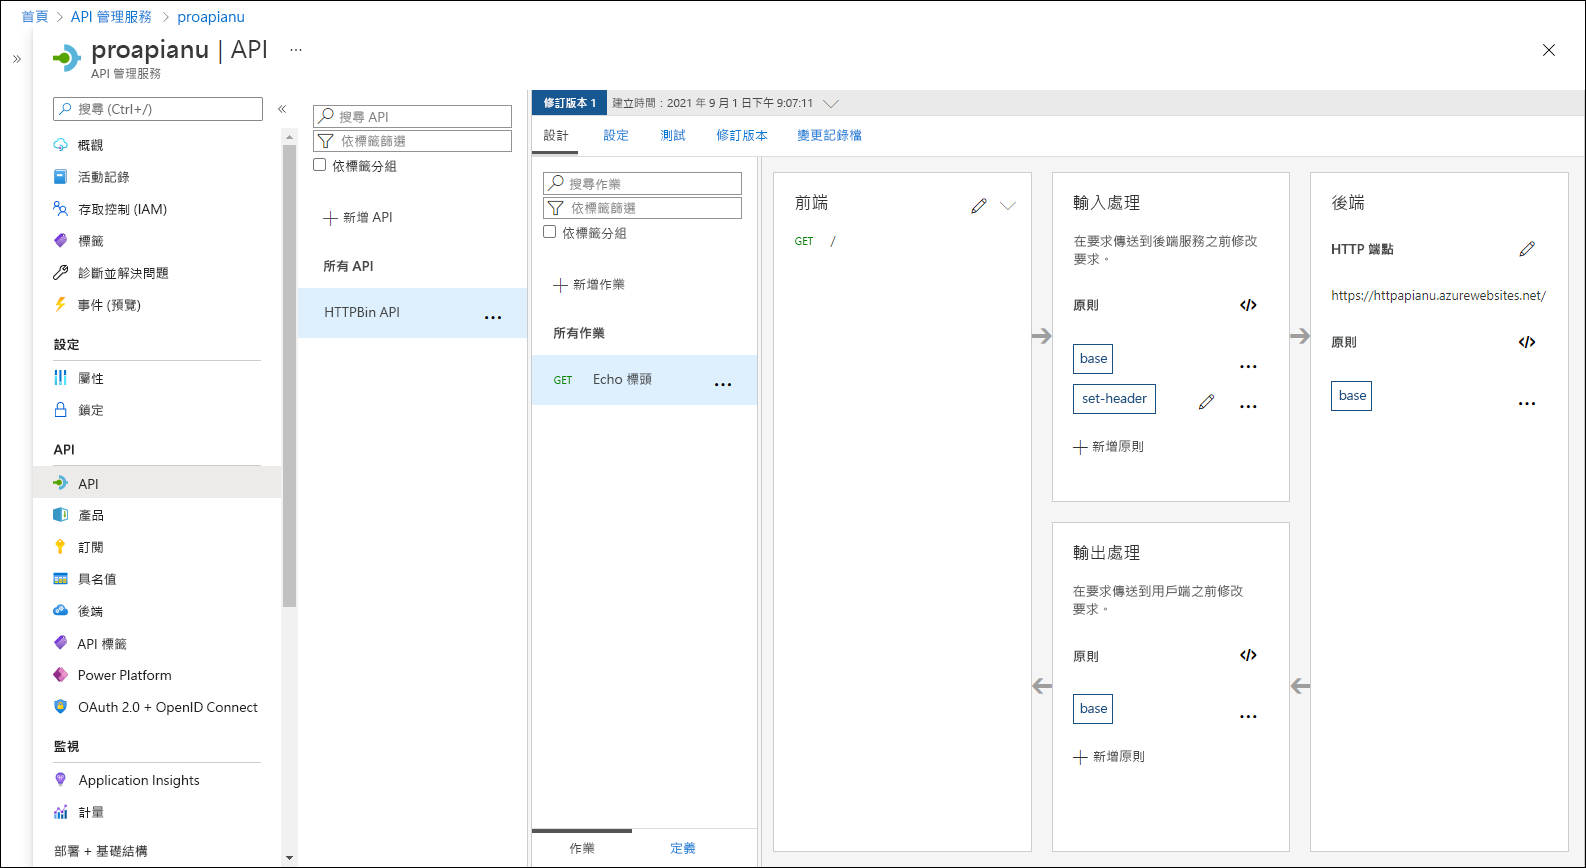 首頁 > API 管理服務 > proapianu
proapianu | API ...
API 管理服務
搜尋 (Ctrl+/)
概觀
活動記錄
存取控制 (IAM)
標籤
診斷並解決問題
事件 (預覽)
設定
屬性
鎖定
API
API
產品
訂閱
具名值
後端
API 標籤
Power Platform
OAuth 2.0 + OpenID Connect
監視
Application Insights
計量
部署 + 基礎結構
搜尋 API
依標籤篩選
依標籤分組
新增 API
所有 API
HTTPBin API ...
修訂版本 1 建立時間：2021 年 9 月 1 日下午 9:07:11
設計 設定 測試 修訂版本 變更記錄檔
搜尋作業
依標籤篩選
依標籤分組
新增作業
所有作業
GET Echo 標頭 ...
作業 定義
前端
GET /
輸入處理
在要求傳送到後端服務之前修改
要求。
原則 </>
base ...
set-header ...
新增原則
輸出處理
在要求傳送到用戶端之前修改
要求。
原則 </>
base ...
新增原則
後端
HTTP 端點
https://httpapianu.azurewebsites.net/
原則 </>
base ...